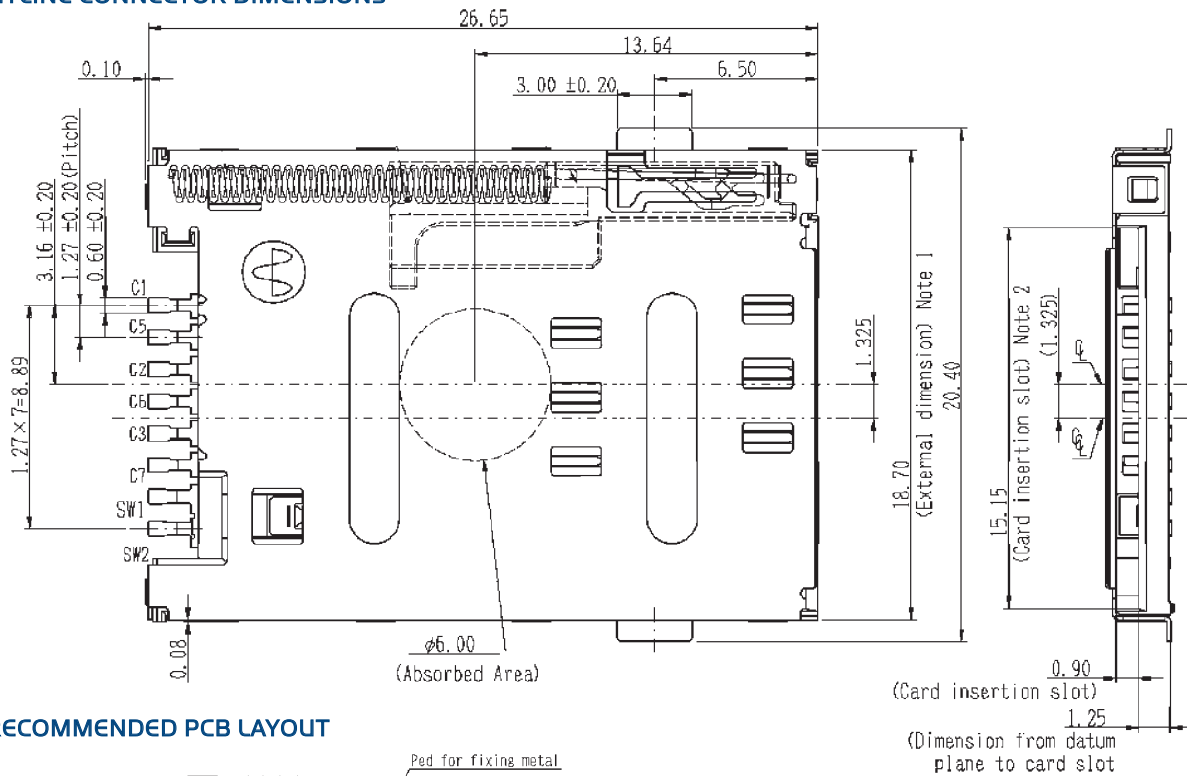 CONNECTOR DIMENSIONS
26.65
13.64
0.10
6.50
3.00 ±0.20
3.16 ±0.20
1.27 ±0.20 (Pitch)
0.60 ±0.20
C1
C5
C2
C6
C3
C7
SW1
SW2
1.27×7=8.89
1.325
18.70
(External dimension) Note 1
20.40
15.15
(Card insertion slot) Note 2
(1.325)
0.08
ø6.00
(Absorbed Area)
0.90
(Card insertion slot)
1.25
(Dimension from datum
plane to card slot
RECOMMENDED PCB LAYOUT
Ped for fixing metal